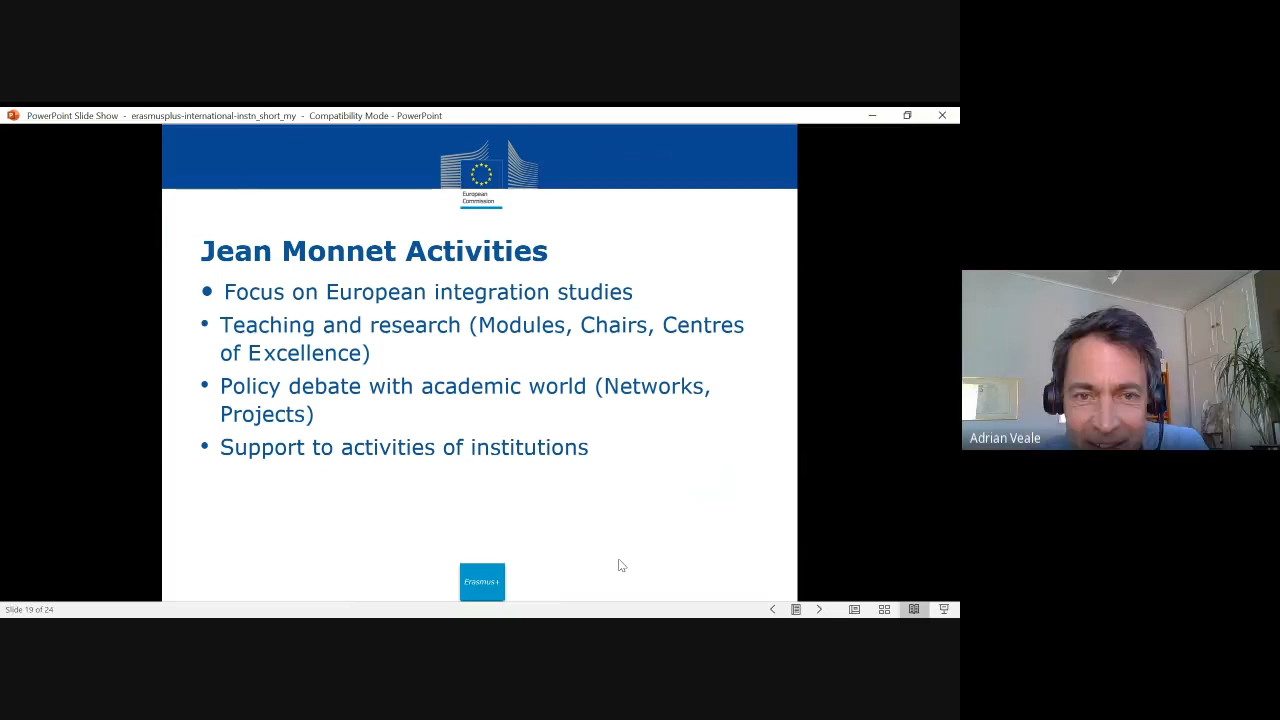 PowerPoint Slide Show - erasmusplus-international-instn_short_my - Compatibility Mode - PowerPoint
European
Commission
Jean Monnet Activities
• Focus on European integration studies
• Teaching and research (Modules, Chairs, Centres
of Excellence)
• Policy debate with academic world (Networks,
Projects)
• Support to activities of institutions
Erasmus+
Slide 19 of 24
Adrian Veale